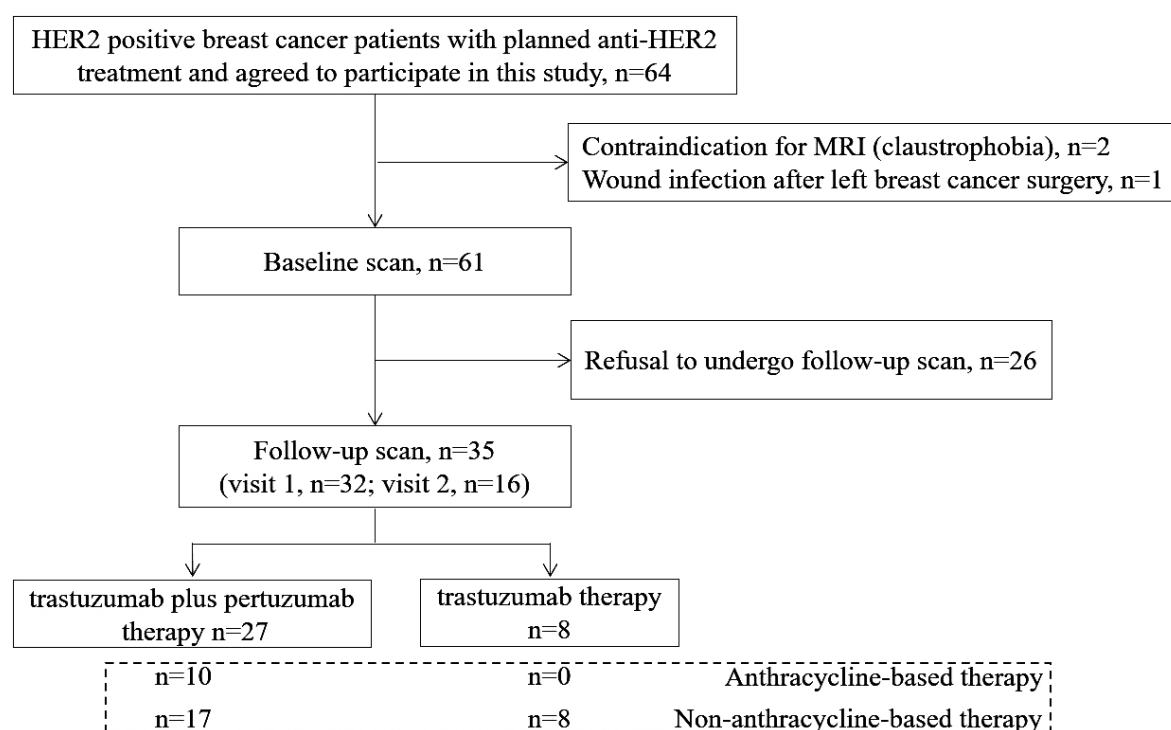 HER2 positive breast cancer patients with planned anti-HER2
treatment and agreed to participate in this study, n=64
Contraindication for MRI (claustrophobia), n=2
Wound infection after left breast cancer surgery, n=1
Baseline scan, n=61
Refusal to undergo follow-up scan, n=26
Follow-up scan, n=35
(visit 1, n=32; visit 2, n=16)
trastuzumab plus pertuzumab
therapy n=27
trastuzumab therapy
n=8
n=10 n=0 Anthracycline-based therapy
n=17 n=8 Non-anthracycline-based therapy